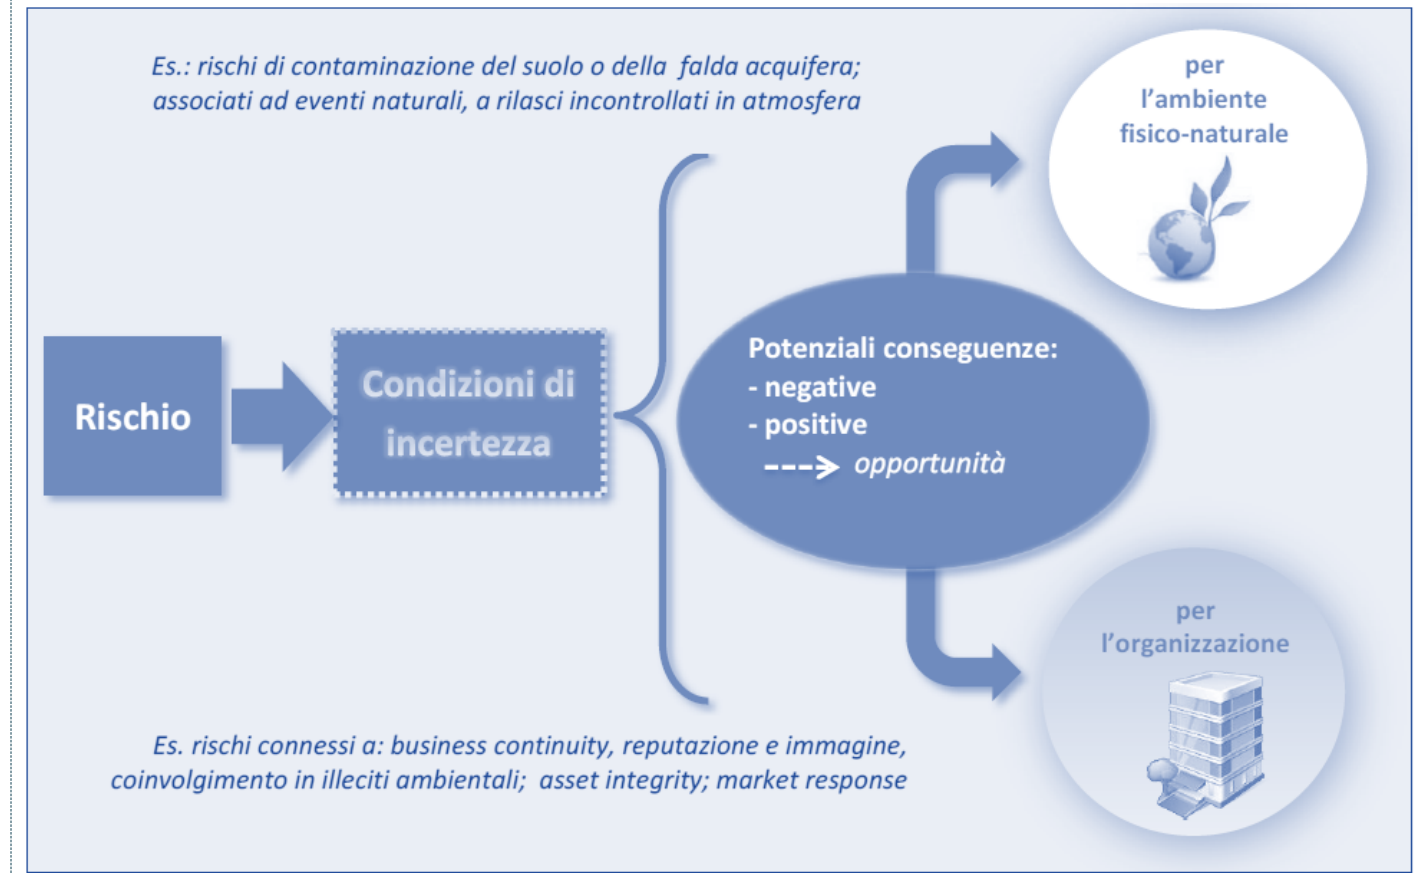 Es.: rischi di contaminazione del suolo o della falda acquifera;
associati ad eventi naturali, a rilasci incontrollati in atmosfera
per
l'ambiente
fisico-naturale
Rischio
Condizioni di
incertezza
Potenziali conseguenze:
- negative
- positive
opportunità
per
l'organizzazione
Es. rischi connessi a: business continuity, reputazione e immagine,
coinvolgimento in illeciti ambientali; asset integrity; market response